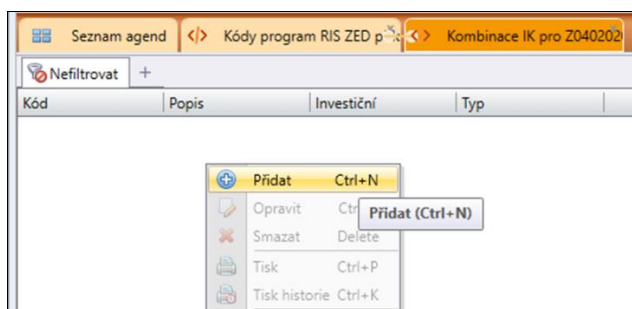 Seznam agend </> Kódy program RIS ZED < > Kombinace IK pro Z0402020
Nefiltrovat +
Kód Popis Investiční Typ
Přidat Ctrl+N
Opravit
Přidat (Ctrl+N)
Smazat Delete
Tisk Ctrl+P
Tisk historie Ctrl+K